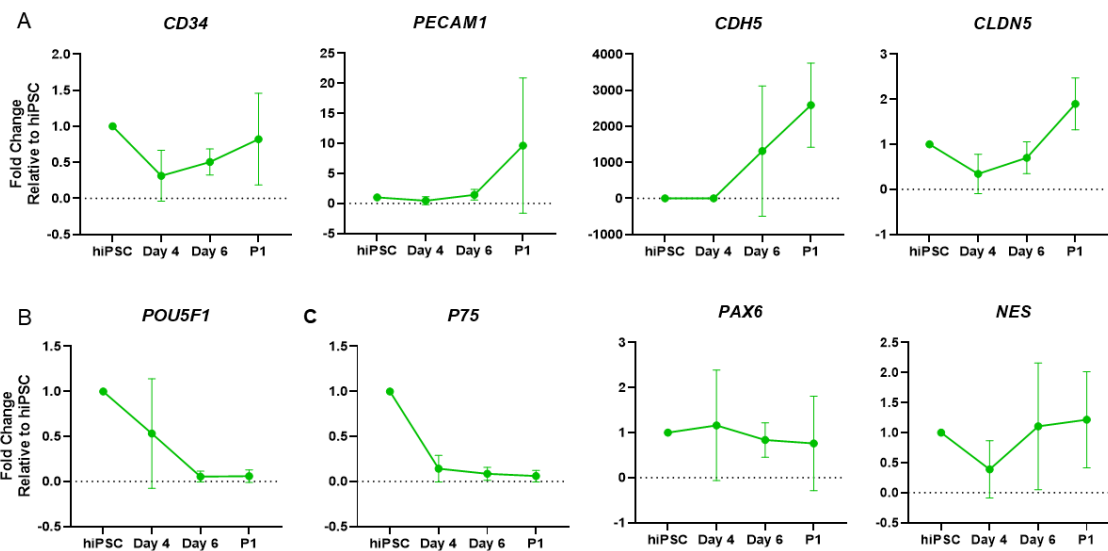 A
CD34
PECAM1
CDH5
CLDN5
Fold Change
Relative to hiPSC
2.0
1.5
1.0
0.5
0.0
-0.5
hiPSC Day 4 Day 6 P1
25
20
15
10
5
0
-5
hiPSC Day 4 Day 6 P1
4000
3000
2000
1000
0
-1000
hiPSC Day 4 Day 6 P1
3
2
1
0
-1
hiPSC Day 4 Day 6 P1
B
POU5F1
C
P75
PAX6
NES
Fold Change
Relative to hiPSC
1.5
1.0
0.5
0.0
-0.5
hiPSC Day 4 Day 6 P1
1.5
1.0
0.5
0.0
-0.5
hiPSC Day 4 Day 6 P1
3
2
1
0
-1
hiPSC Day 4 Day 6 P1
2.5
2.0
1.5
1.0
0.5
0.0
-0.5
hiPSC Day 4 Day 6 P1